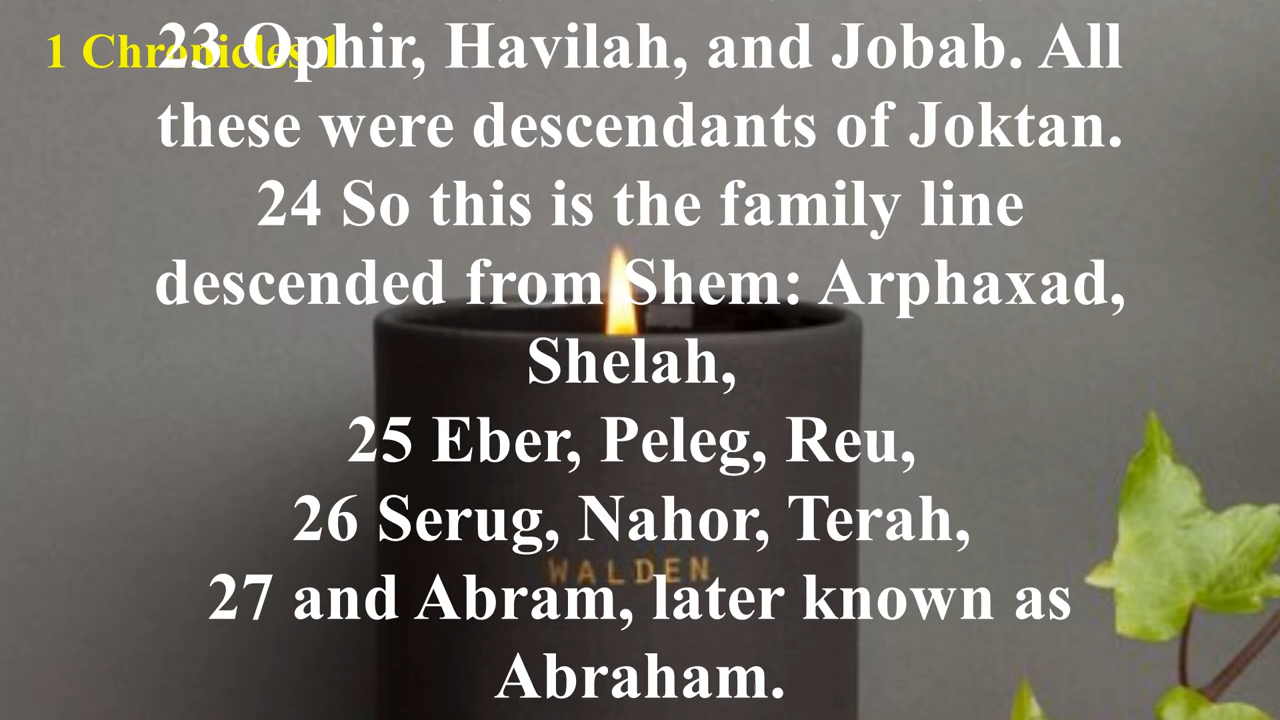 1 Chronicles 1
23 Ophir, Havilah, and Jobab. All
these were descendants of Joktan.
24 So this is the family line
descended from Shem: Arphaxad,
Shelah,
25 Eber, Peleg, Reu,
26 Serug, Nahor, Terah,
WALDEN
27 and Abram, later known as
Abraham.